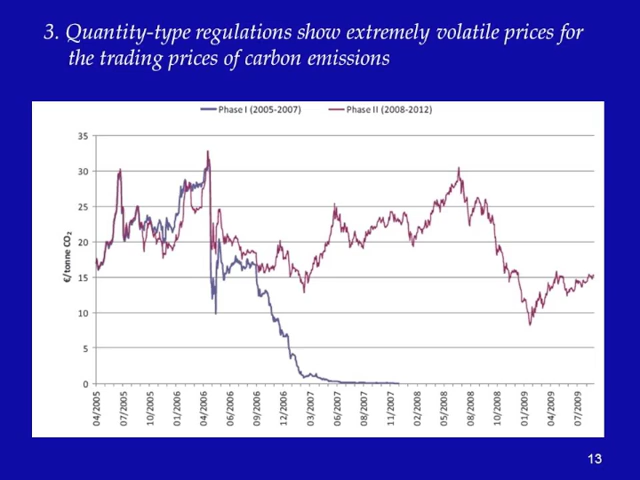 3. Quantity-type regulations show extremely volatile prices for
the trading prices of carbon emissions
Phase I (2005-2007) Phase II (2008-2012)
35
30
25
20
15
10
5
0
€/tonne CO₂
04/2005 07/2005 10/2005 01/2006 04/2006 06/2006 09/2006 12/2006 03/2007 06/2007 08/2007 11/2007 02/2008 05/2008 08/2008 10/2008 01/2009 04/2009 07/2009
13